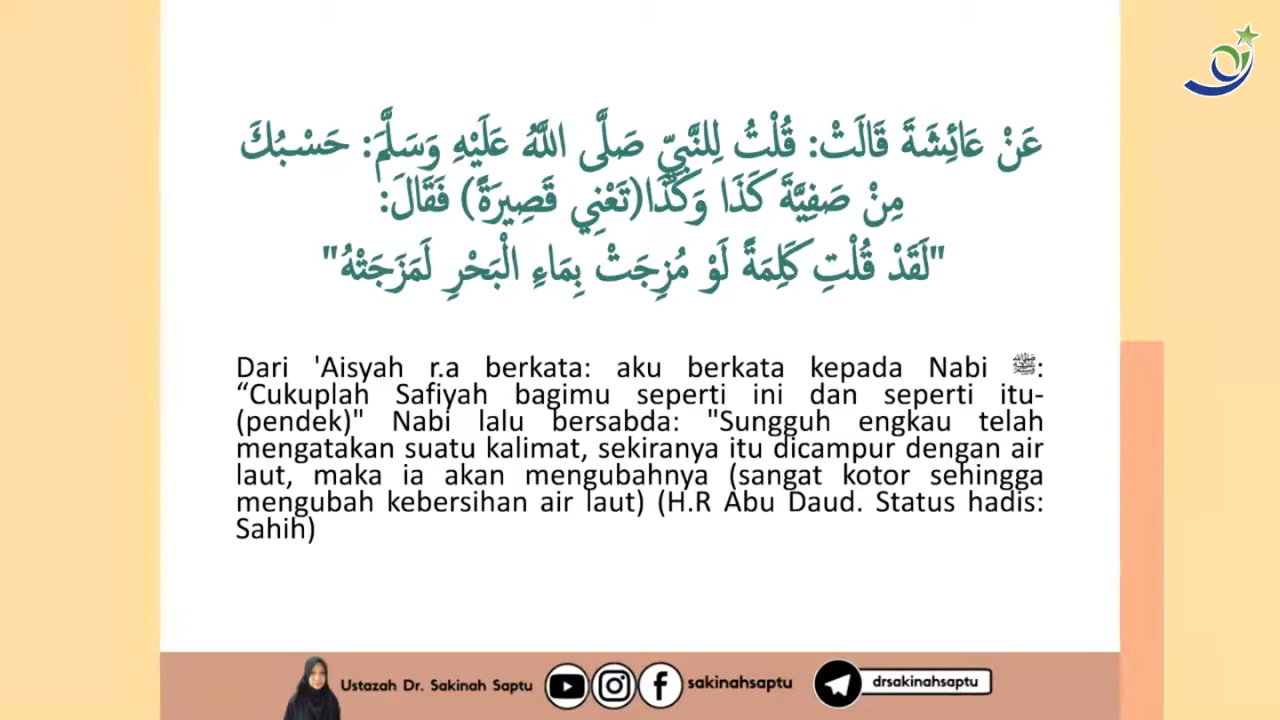 عَنْ عَائِشَةَ قَالَتْ: قُلْتُ لِلنَّبِيِّ صَلَّى اللَّهُ عَلَيْهِ وَسَلَّمَ: حَسْبُكَ
مِنْ صَفِيَّةَ كَذَا وَكَذَا(تَعْنِي قَصِيرَةً) فَقَالَ:
"لَقَدْ قُلْتِ كَلِمَةً لَوْ مُزِجَتْ بِمَاءِ الْبَحْرِ لَمَزَجَتْهُ"
Dari 'Aisyah r.a berkata: aku berkata kepada Nabi ﷺ:
“Cukuplah Safiyah bagimu seperti ini dan seperti itu-
(pendek)" Nabi lalu bersabda: "Sungguh engkau telah
mengatakan suatu kalimat, sekiranya itu dicampur dengan air
laut, maka ia akan mengubahnya (sangat kotor sehingga
mengubah kebersihan air laut) (H.R Abu Daud. Status hadis:
Sahih)
Ustazah Dr. Sakinah Saptu sakinahsaptu drsakinahsaptu